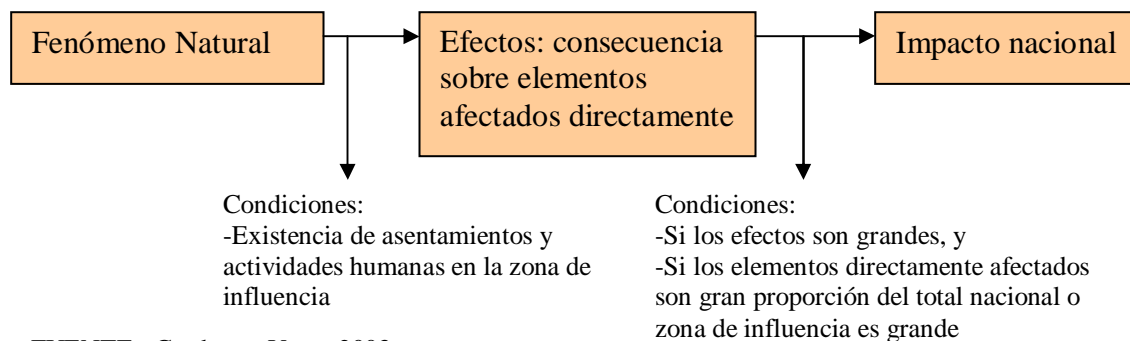 Fenómeno Natural
Efectos: consecuencia
sobre elementos
afectados directamente
Impacto nacional
Condiciones:
-Existencia de asentamientos y
actividades humanas en la zona de
influencia
Condiciones:
-Si los efectos son grandes, y
-Si los elementos directamente afectados
son gran proporción del total nacional o
zona de influencia es grande